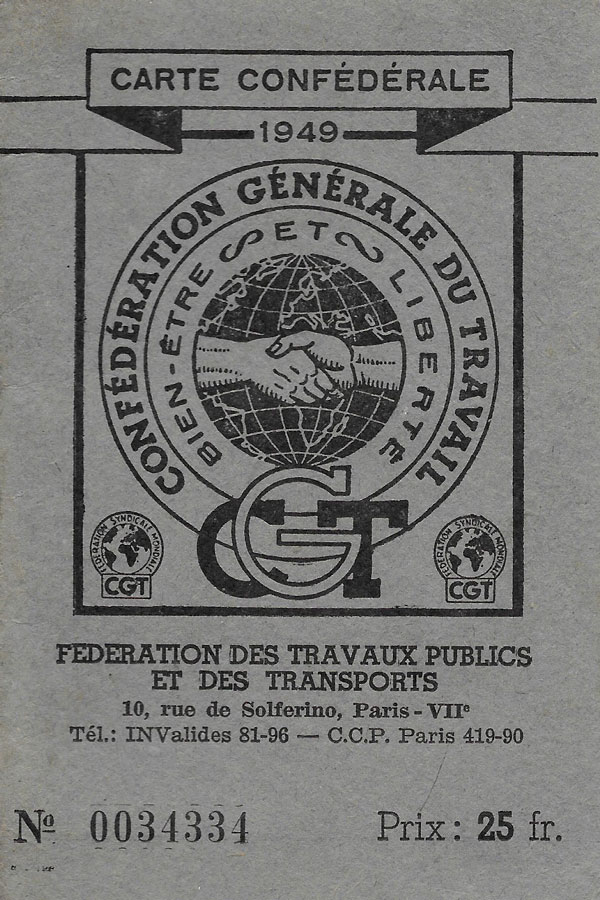 CARTE CONFÉDÉRALE
1949
CONFÉDÉRATION GÉNÉRALE DU TRAVAIL
BIEN-ÊTRE ET LIBERTÉ
CGT
FÉDÉRATION SYNDICALE MONDIALE
CGT
FÉDÉRATION SYNDICALE MONDIALE
CGT
FEDERATION DES TRAVAUX PUBLICS
ET DES TRANSPORTS
10, rue de Solferino, Paris - VIIᵉ
Tél.: INValides 81-96 — C.C.P. Paris 419-90
Nº 0034334
Prix : 25 fr.